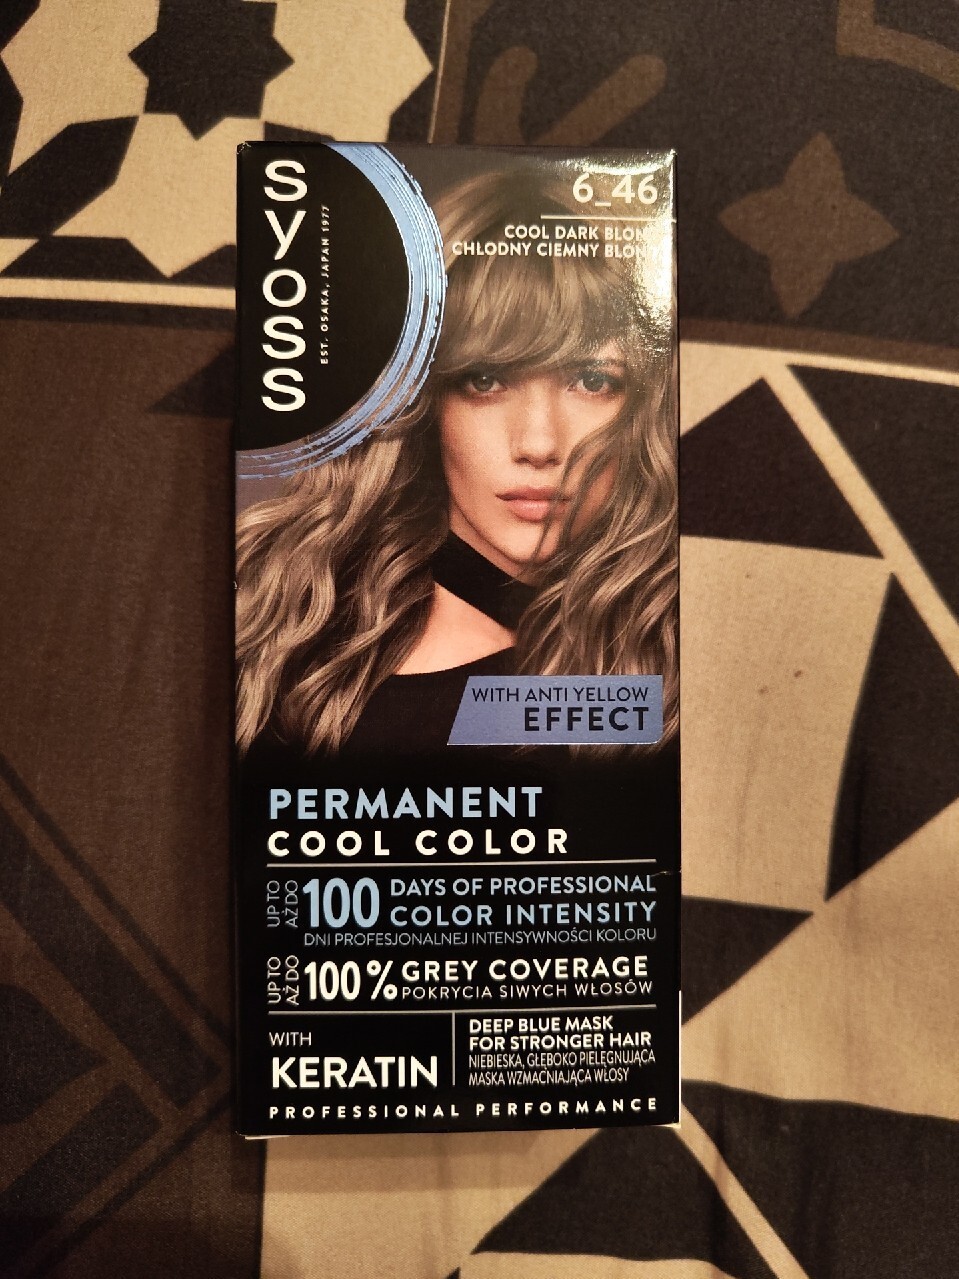 syoss
EST. OSAKA, JAPAN 1977
6_46
COOL DARK BLOND
CHŁODNY CIEMNY BLOND
WITH ANTI YELLOW
EFFECT
PERMANENT
COOL COLOR
UP TO
AŻ DO
100 DAYS OF PROFESSIONAL
COLOR INTENSITY
DNI PROFESJONALNEJ INTENSYWNOŚCI KOLORU
UP TO
AŻ DO
100% GREY COVERAGE
POKRYCIA SIWYCH WŁOSÓW
WITH
KERATIN
DEEP BLUE MASK
FOR STRONGER HAIR
NIEBIESKA, GŁĘBOKO PIELĘGNUJĄCA
MASKA WZMACNIAJĄCA WŁOSY
PROFESSIONAL PERFORMANCE